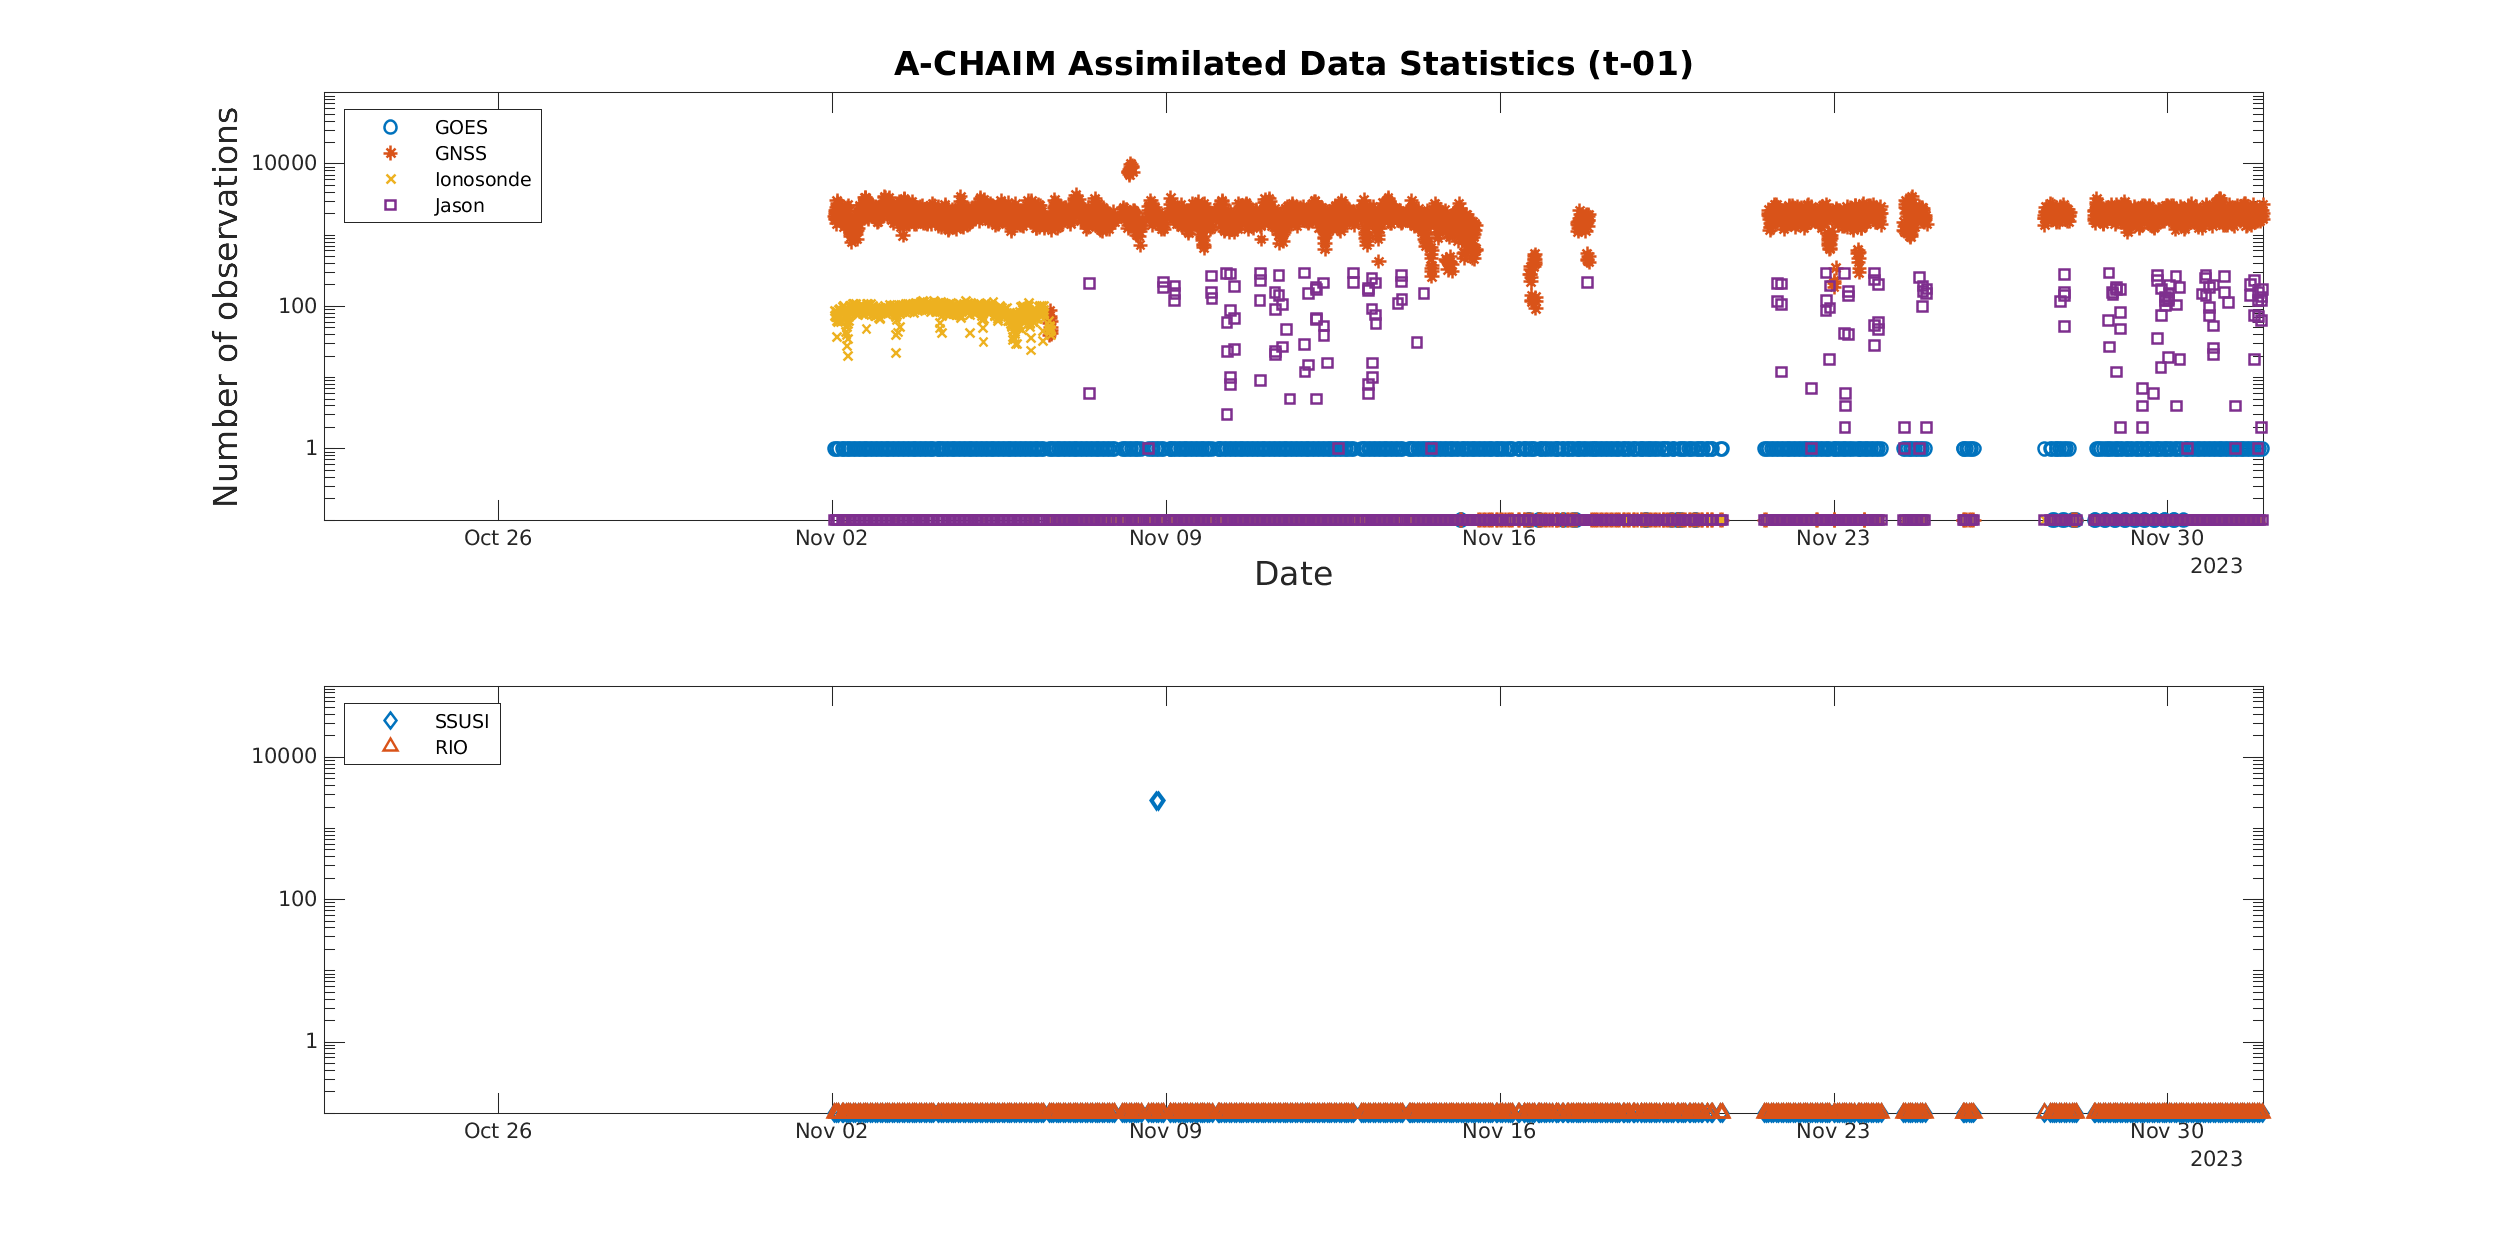 A-CHAIM Assimilated Data Statistics (t-01)
Number of observations
10000
100
1
GOES
GNSS
Ionosonde
Jason
Oct 26
Nov 02
Nov 09
Nov 16
Nov 23
Nov 30
2023
Date
10000
100
1
SSUSI
RIO
Oct 26
Nov 02
Nov 09
Nov 16
Nov 23
Nov 30
2023